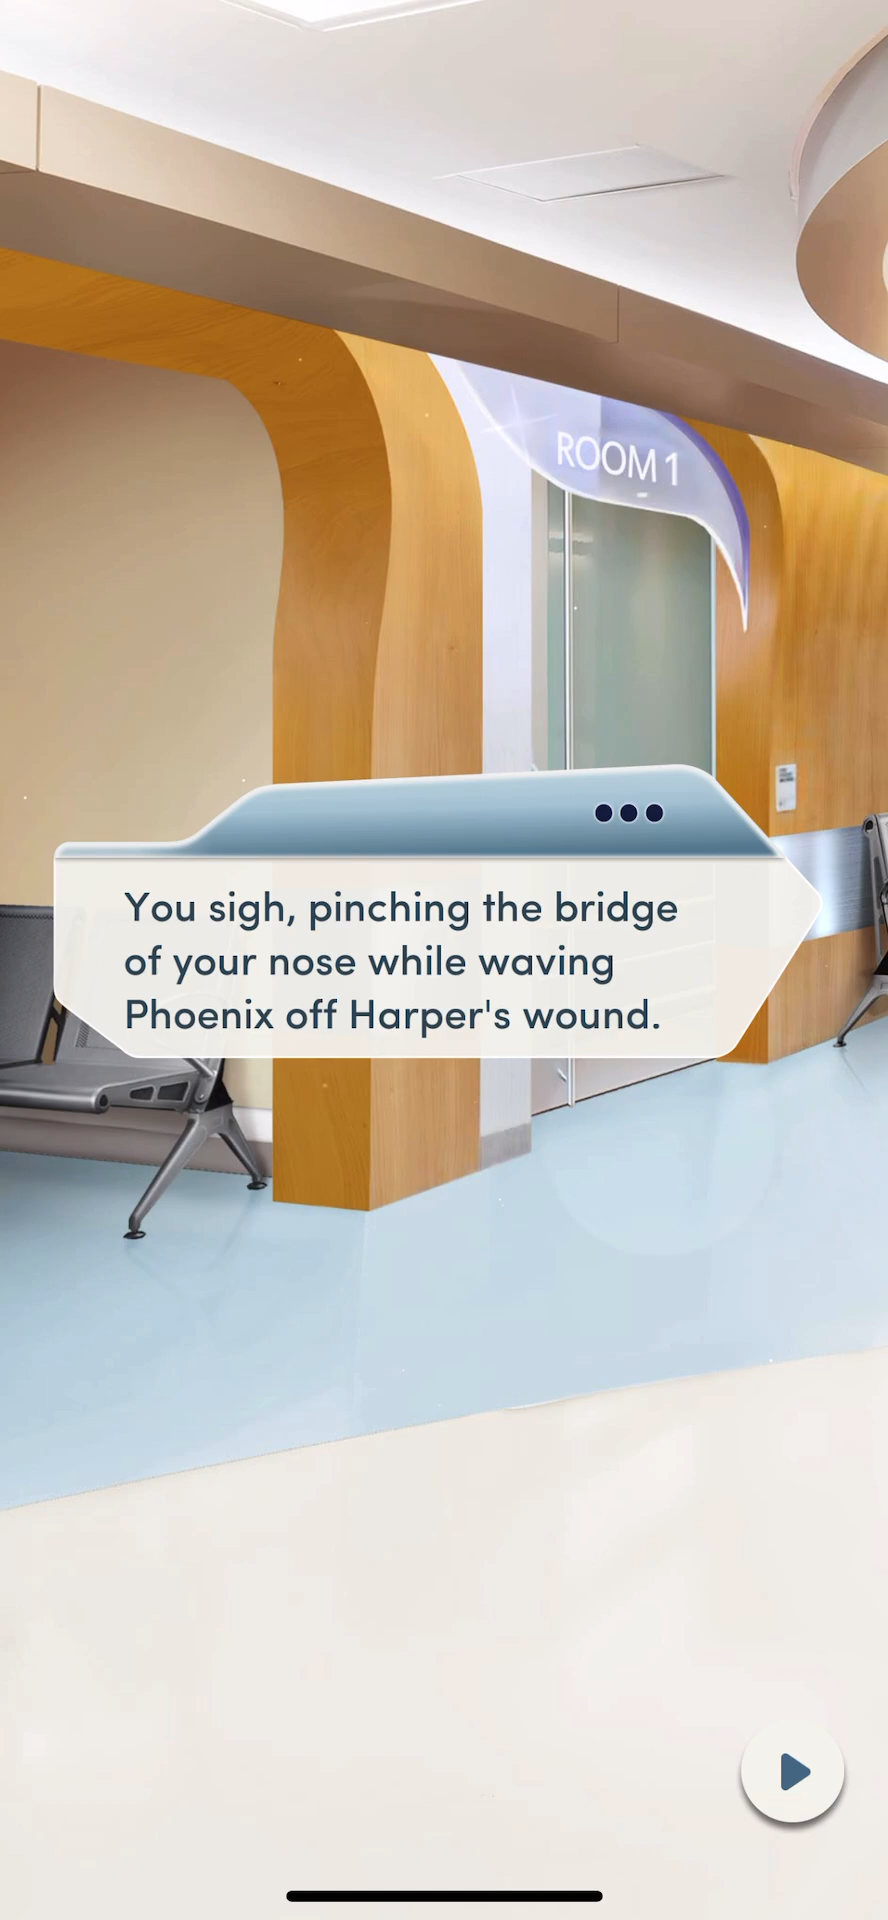 ROOM 1
You sigh, pinching the bridge
of your nose while waving
Phoenix off Harper's wound.